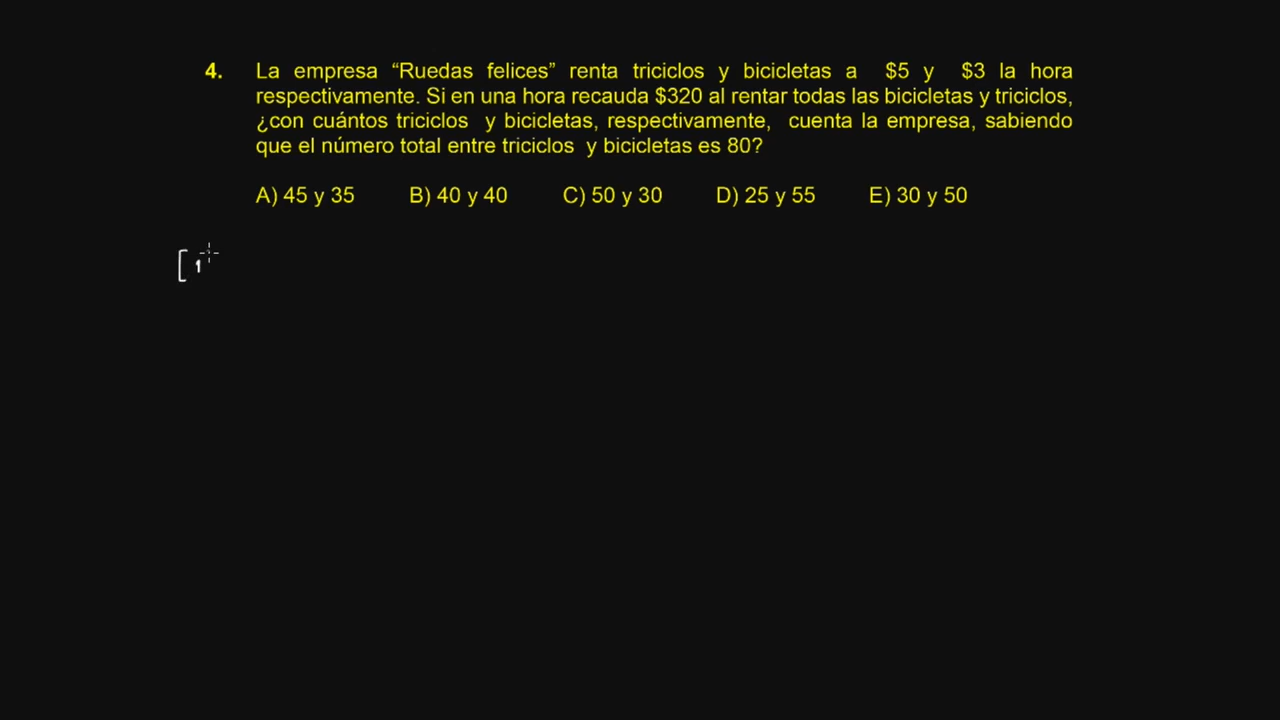 4. La empresa “Ruedas felices” renta triciclos y bicicletas a $5 y $3 la hora
respectivamente. Si en una hora recauda $320 al rentar todas las bicicletas y triciclos,
¿con cuántos triciclos y bicicletas, respectivamente, cuenta la empresa, sabiendo
que el número total entre triciclos y bicicletas es 80?
A) 45 y 35 B) 40 y 40 C) 50 y 30 D) 25 y 55 E) 30 y 50
[1